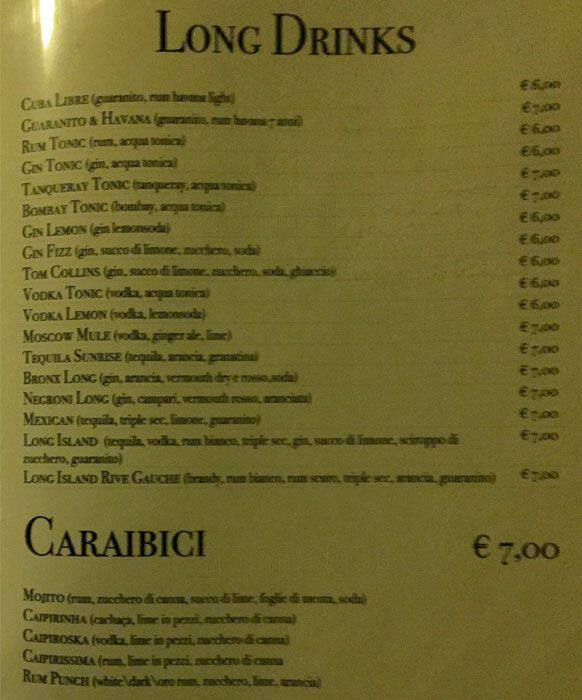 LONG DRINKS
CUBA LIBRE (guaranito, rum havana light) € 6,00
GUARANITO & HAVANA (guaranito, rum havana 7 anni) € 7,00
RUM TONIC (rum, acqua tonica) € 6,00
GIN TONIC (gin, acqua tonica) € 6,00
TANQUERAY TONIC (tanqueray, acqua tonica) € 7,00
BOMBAY TONIC (bombay, acqua tonica) € 7,00
GIN LEMON (gin lemonsoda) € 6,00
GIN FIZZ (gin, succo di limone, zucchero, soda) € 6,00
TOM COLLINS (gin, succo di limone, zucchero, soda, ghiaccio) € 6,00
VODKA TONIC (vodka, acqua tonica) € 6,00
VODKA LEMON (vodka, lemonsoda) € 6,00
MOSCOW MULE (vodka, ginger ale, lime) € 7,00
TEQUILA SUNRISE (tequila, arancia, granatina) € 7,00
BRONX LONG (gin, arancia, vermouth dry e rosso, soda) € 7,00
NEGRONI LONG (gin, campari, vermouth rosso, aranciata) € 7,00
MEXICAN (tequila, triple sec, limone, guaranito) € 7,00
LONG ISLAND (tequila, vodka, rum bianco, triple sec, gin, succo di limone, sciroppo di € 7,00
zucchero, guaranito)
LONG ISLAND RIVE GAUCHE (brandy, rum bianco, rum scuro, triple sec, arancia, guaranito) € 7,00
CARAIBICI € 7,00
MOJITO (rum, zucchero di canna, succo di lime, foglie di menta, soda)
CAIPIRINHA (cachaça, lime in pezzi, zucchero di canna)
CAIPIROSKA (vodka, lime in pezzi, zucchero di canna)
CAIPIRISSIMA (rum, lime in pezzi, zucchero di canna
RUM PUNCH (white\dark\oro rum, zucchero, lime, arancia)